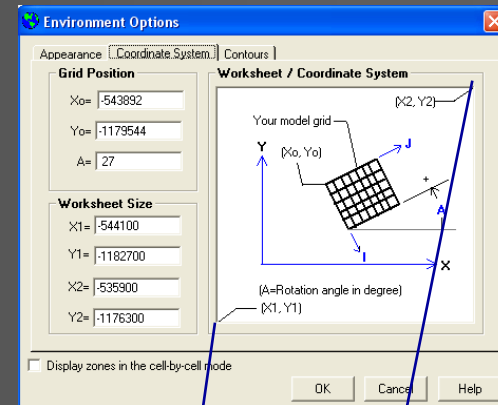 Environment Options
Appearance Coordinate System Contours
Grid Position
Xo= -543892
Yo= -1179544
A= 27
Worksheet Size
X1= -544100
Y1= -1182700
X2= -535900
Y2= -1176300
Worksheet / Coordinate System
(X2, Y2)
Your model grid
Y
(Xo, Yo)
J
+
A
I
X
(A=Rotation angle in degree)
(X1, Y1)
Display zones in the cell-by-cell mode
OK Cancel Help